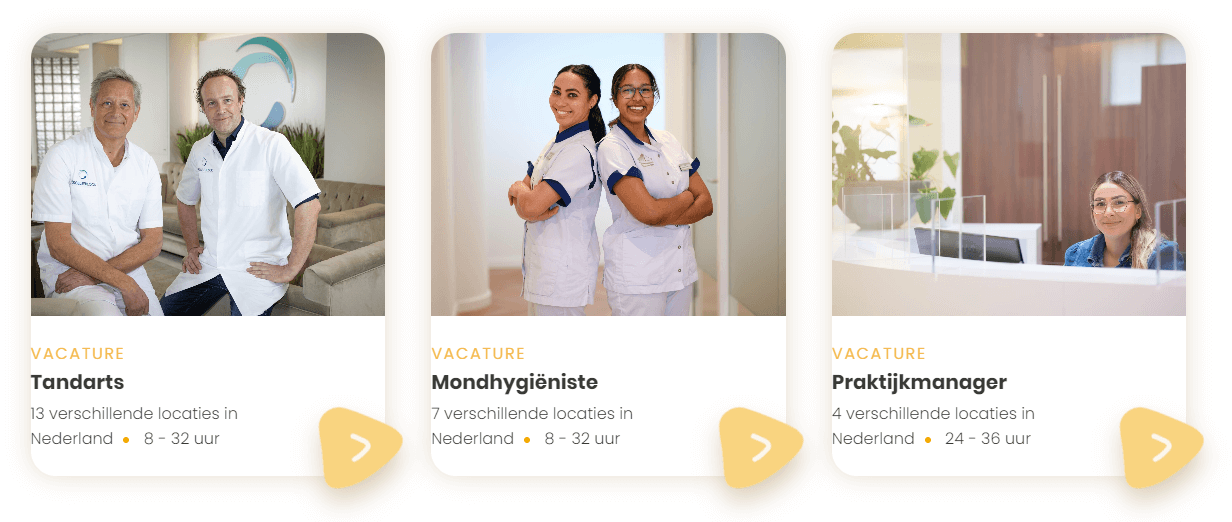 VACATURE
Tandarts
13 verschillende locaties in
Nederland • 8 - 32 uur
VACATURE
Mondhygiëniste
7 verschillende locaties in
Nederland • 8 - 32 uur
VACATURE
Praktijkmanager
4 verschillende locaties in
Nederland • 24 - 36 uur